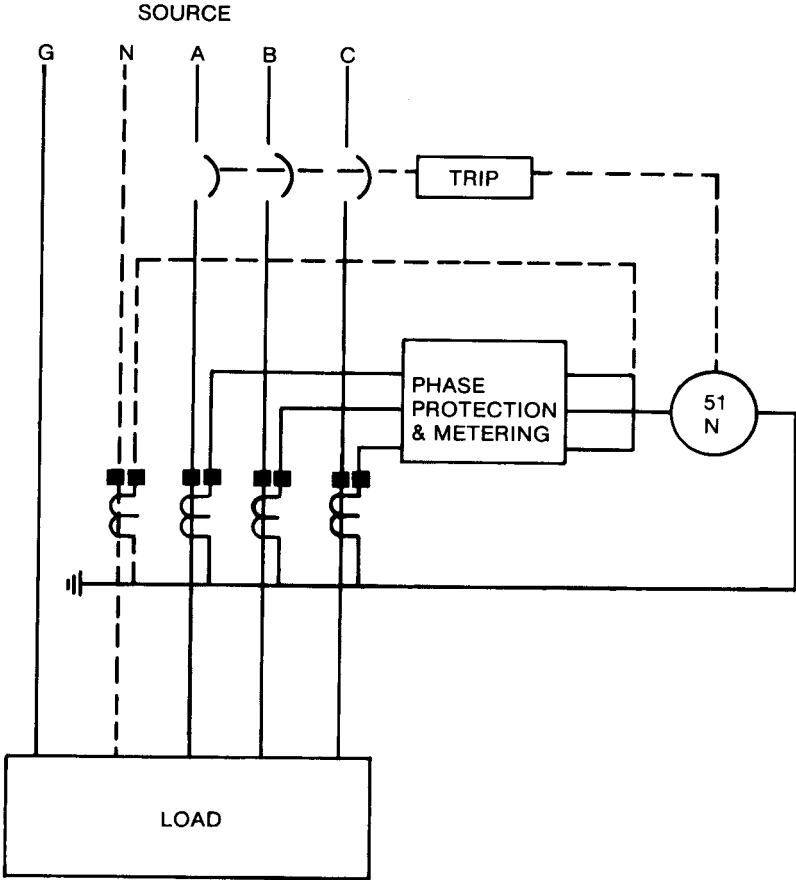 SOURCE
G N A B C
TRIP
PHASE
PROTECTION
& METERING
51
N
LOAD